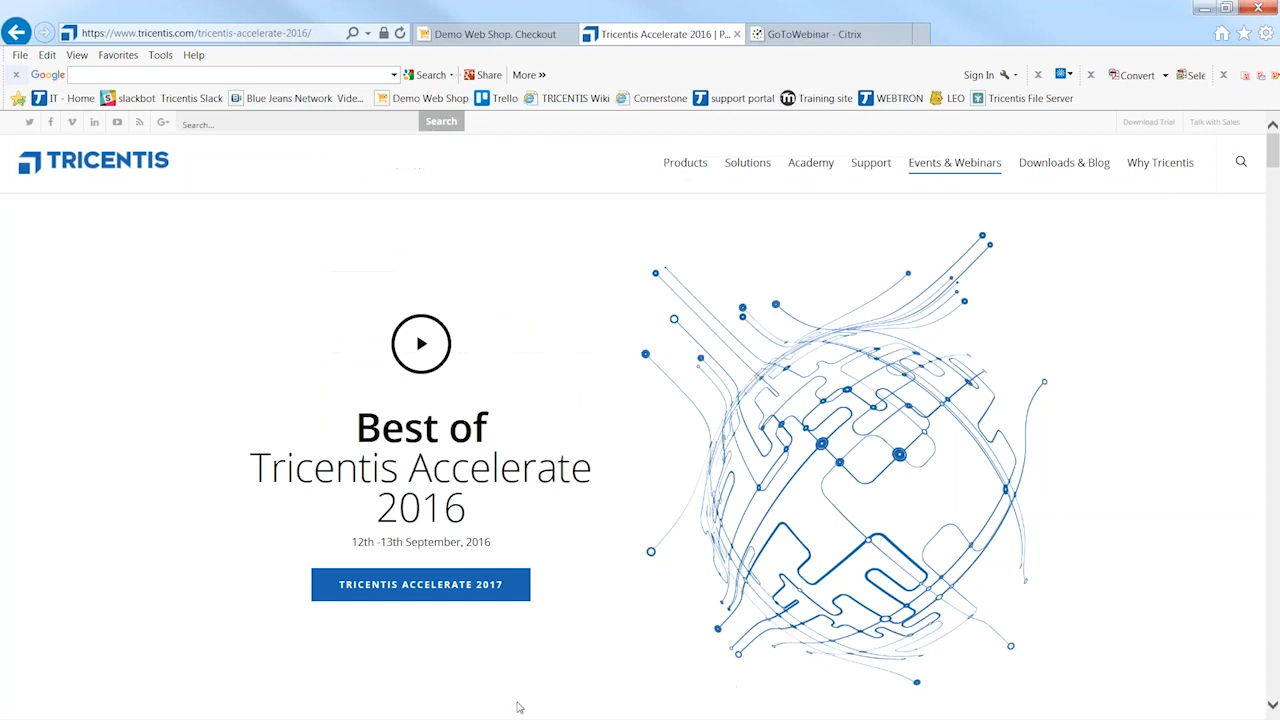 https://www.tricentis.com/tricentis-accelerate-2016/
Demo Web Shop. Checkout
Tricentis Accelerate 2016 | P...
GoToWebinar - Citrix
File Edit View Favorites Tools Help
Google Search Share More » Sign In Convert Sele
IT - Home slackbot Tricentis Slack Blue Jeans Network Vide... Demo Web Shop Trello TRICENTIS Wiki Cornerstone support portal Training site WEBTRON LEO Tricentis File Server
G+ Search... Search Download Trial Talk with Sales
TRICENTIS Products Solutions Academy Support Events & Webinars Downloads & Blog Why Tricentis
Best of
Tricentis Accelerate
2016
12th -13th September, 2016
TRICENTIS ACCELERATE 2017